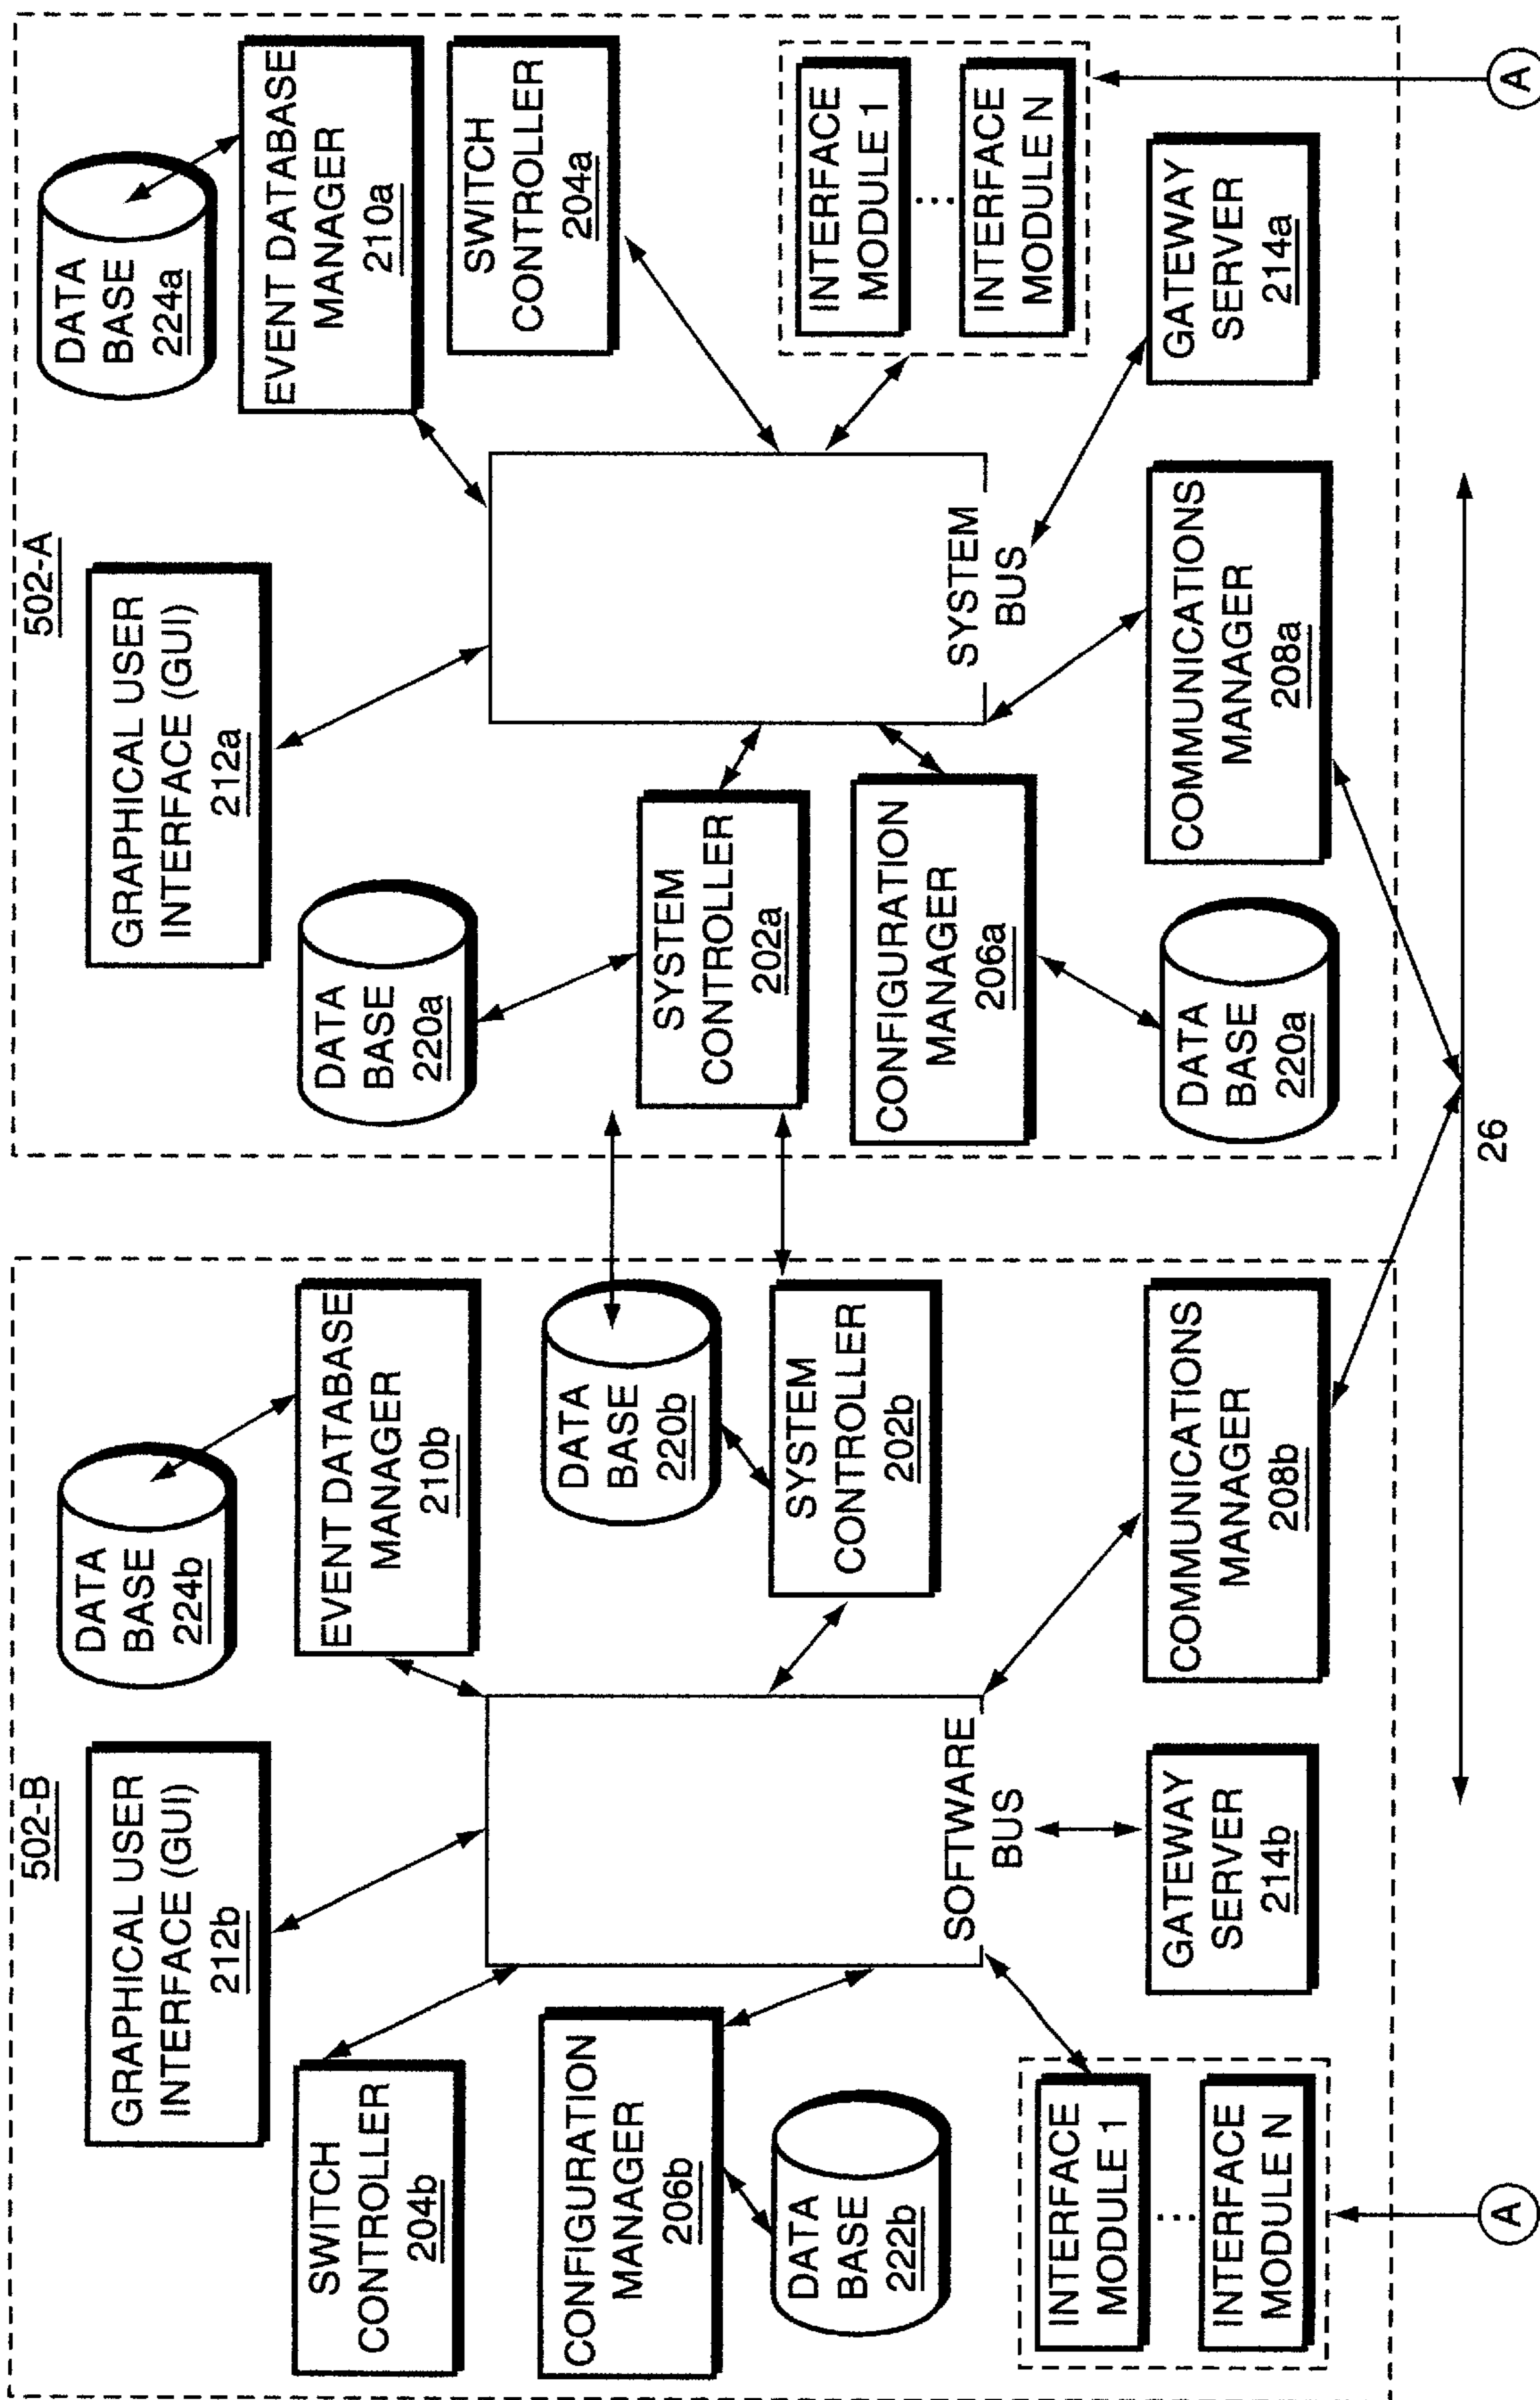 502-B
GRAPHICAL USER
INTERFACE (GUI)
212b
DATA
BASE
224b
SWITCH
CONTROLLER
204b
EVENT DATABASE
MANAGER
210b
CONFIGURATION
MANAGER
206b
DATA
BASE
220b
DATA
BASE
222b
SYSTEM
CONTROLLER
202b
SOFTWARE
BUS
INTERFACE
MODULE 1
...
INTERFACE
MODULE N
GATEWAY
SERVER
214b
COMMUNICATIONS
MANAGER
208b
A
502-A
GRAPHICAL USER
INTERFACE (GUI)
212a
DATA
BASE
224a
EVENT DATABASE
MANAGER
210a
DATA
BASE
220a
SWITCH
CONTROLLER
204a
SYSTEM
CONTROLLER
202a
CONFIGURATION
MANAGER
206a
SYSTEM
BUS
INTERFACE
MODULE 1
...
INTERFACE
MODULE N
DATA
BASE
220a
COMMUNICATIONS
MANAGER
208a
GATEWAY
SERVER
214a
26
A